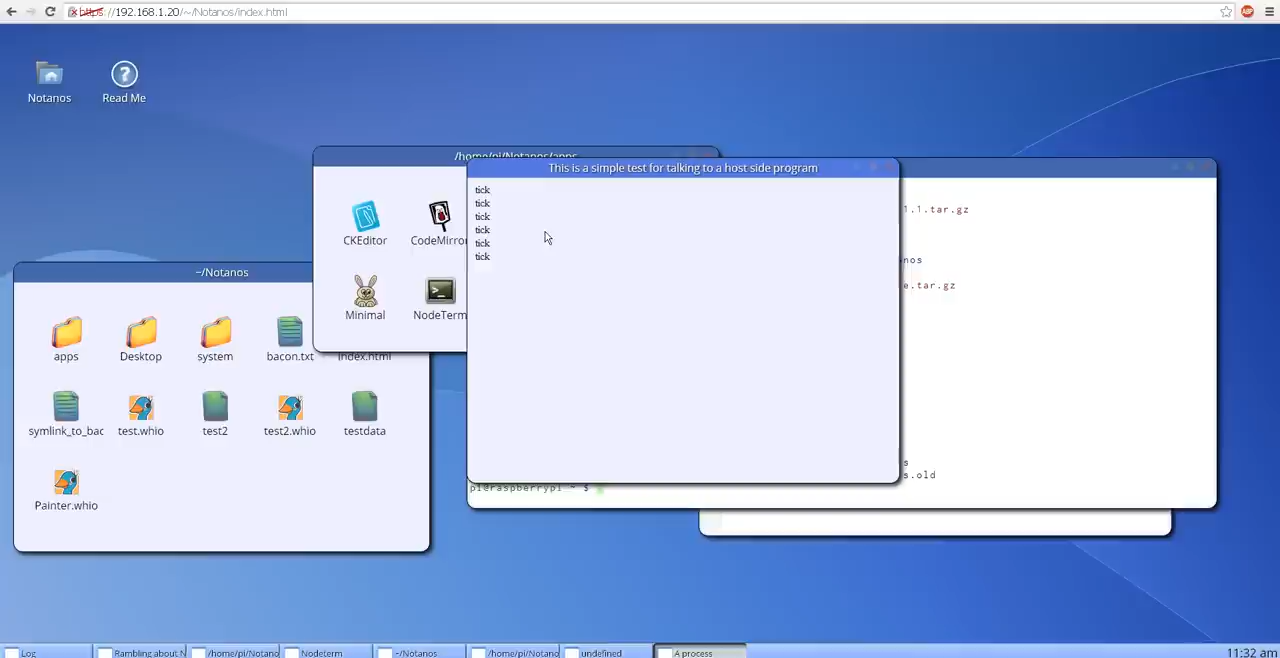 https://192.168.1.20/~/Notanos/index.html
ABP
Notanos
Read Me
/home/pi/Notanos/apps
This is a simple test for talking to a host side program
tick
tick
tick
tick
tick
tick
1.1.tar.gz
nos
e.tar.gz
s
s.old
pi@raspberrypi ~ $
CKEditor
CodeMirro
Minimal
NodeTerm
~/Notanos
apps
Desktop
system
bacon.txt
index.html
symlink_to_bac
test.whio
test2
test2.whio
testdata
Painter.whio
Log
Rambling about N
/home/pi/Notano
Nodeterm
~/Notanos
/home/pi/Notano
undefined
A process
11:32 am